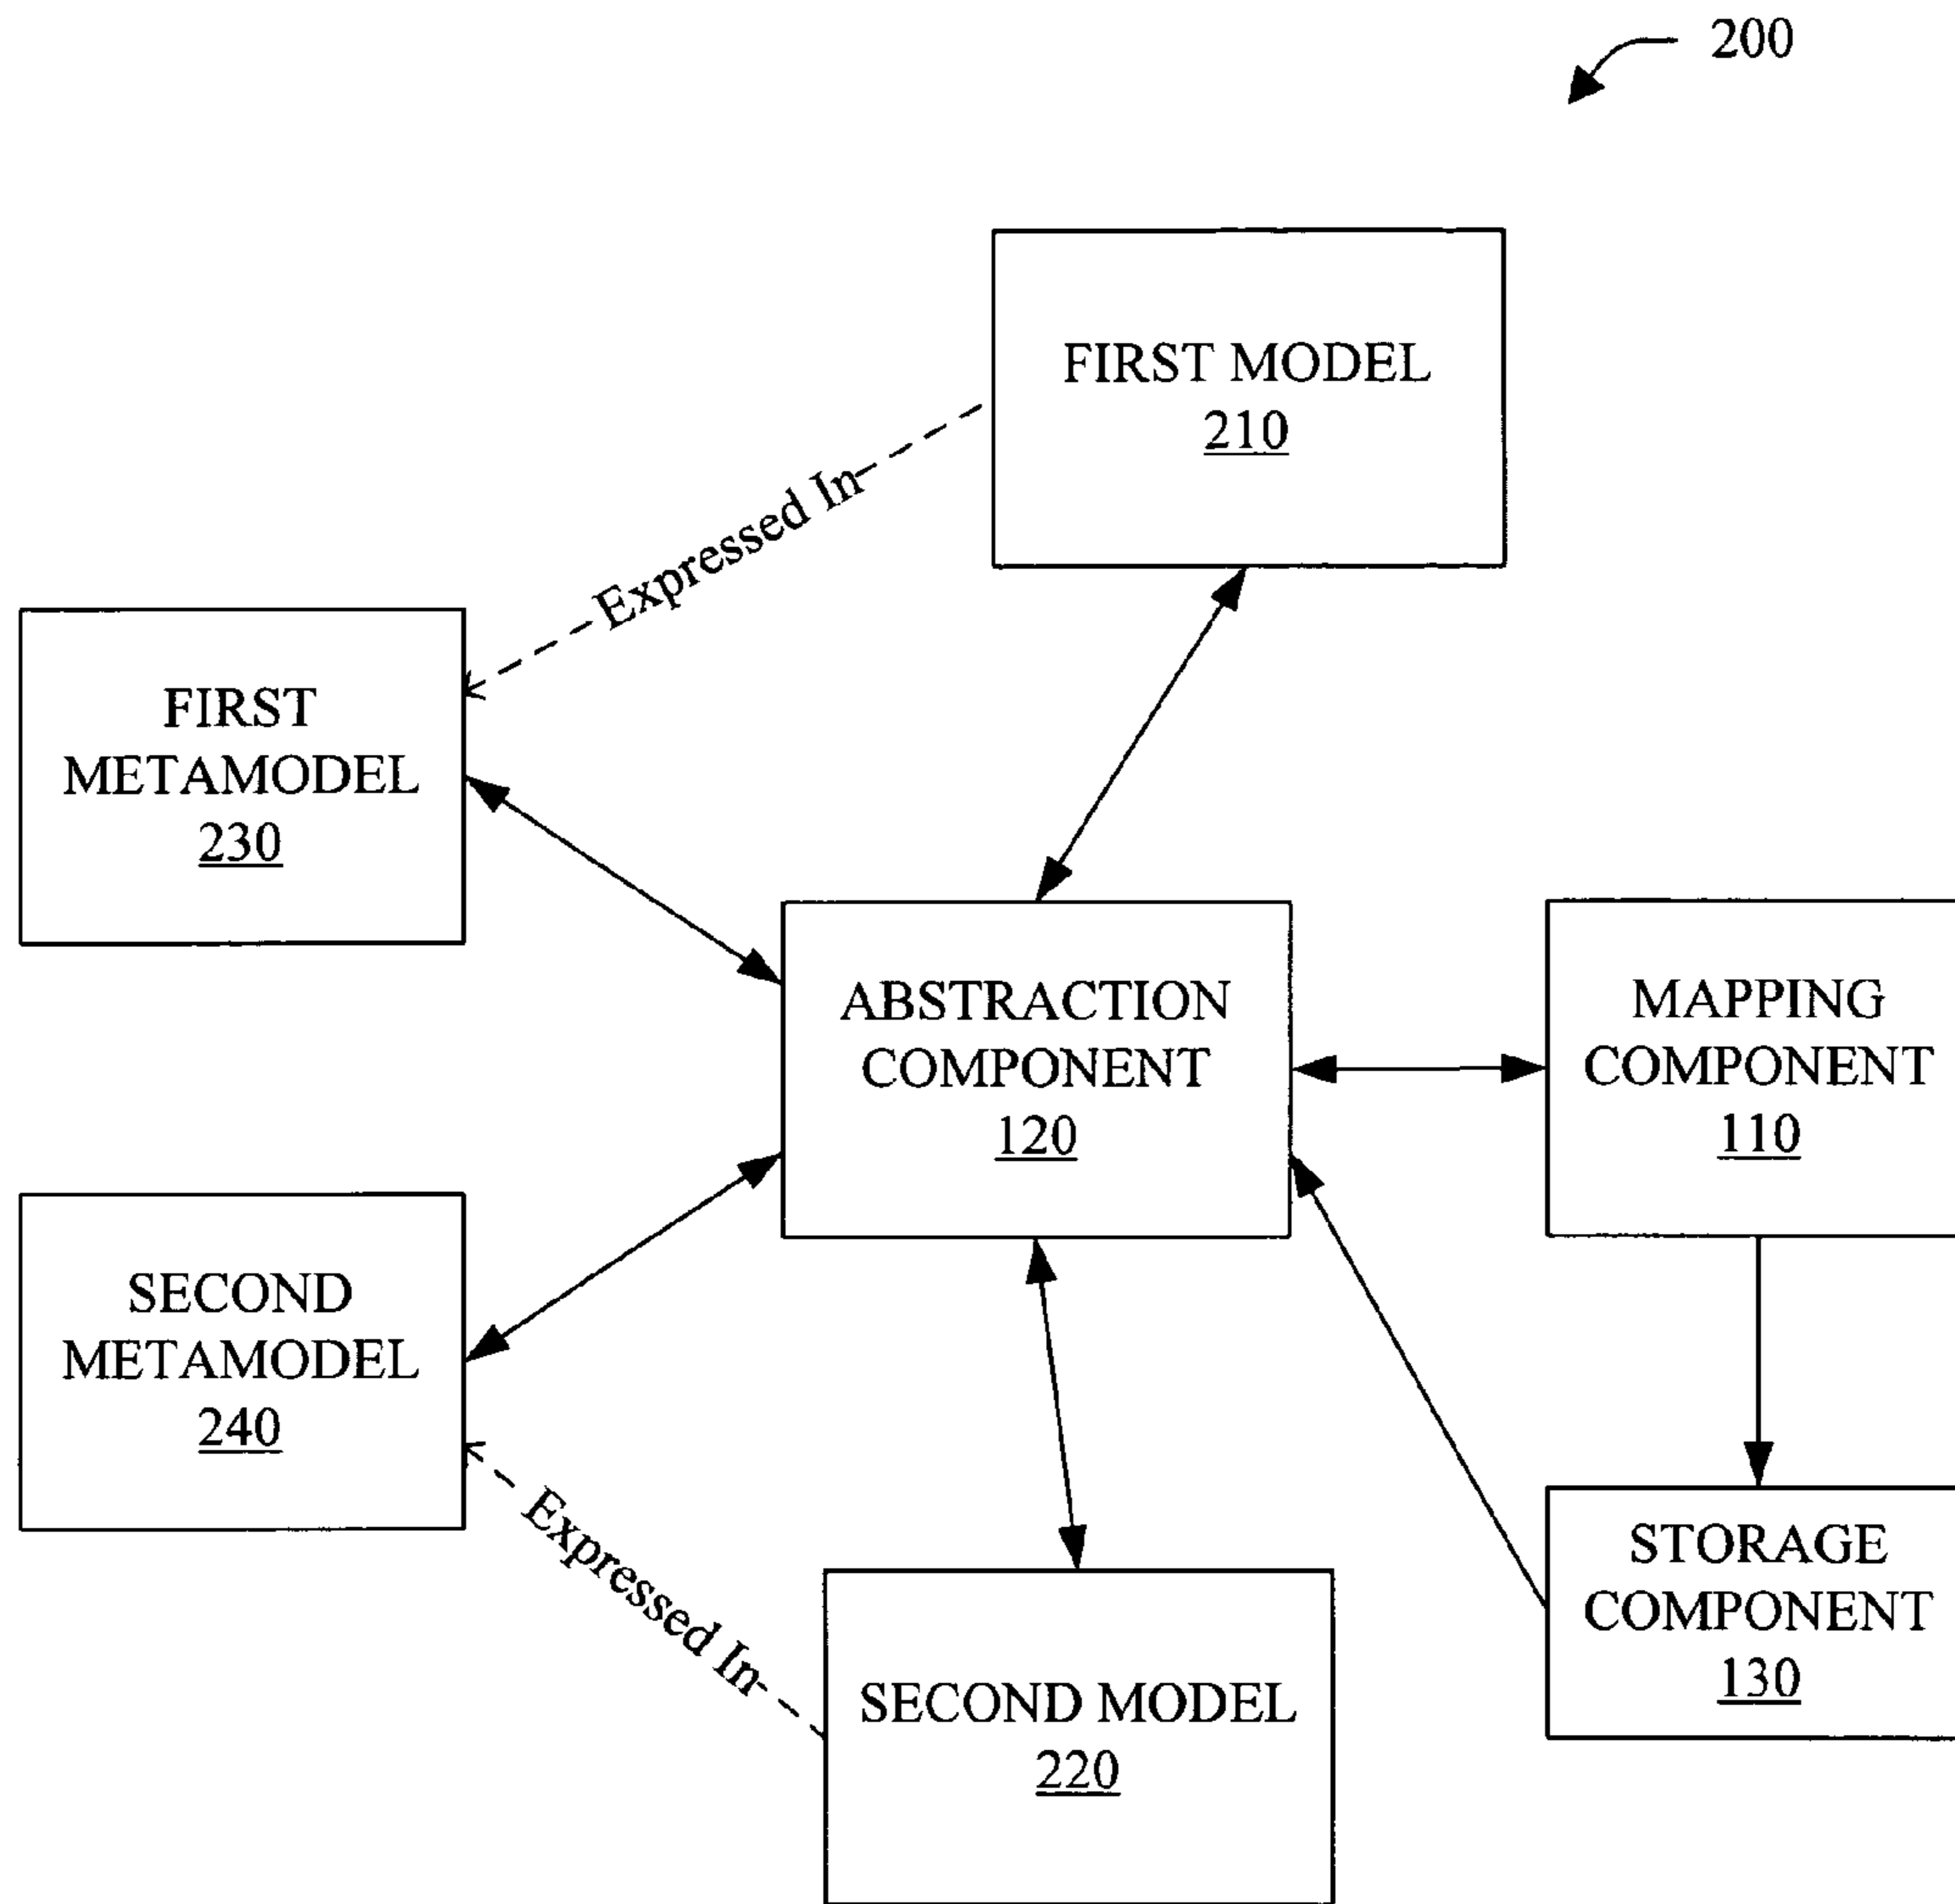 200
FIRST MODEL
210
Expressed In
FIRST
METAMODEL
230
ABSTRACTION
COMPONENT
120
MAPPING
COMPONENT
110
SECOND
METAMODEL
240
Expressed In
STORAGE
COMPONENT
130
SECOND MODEL
220